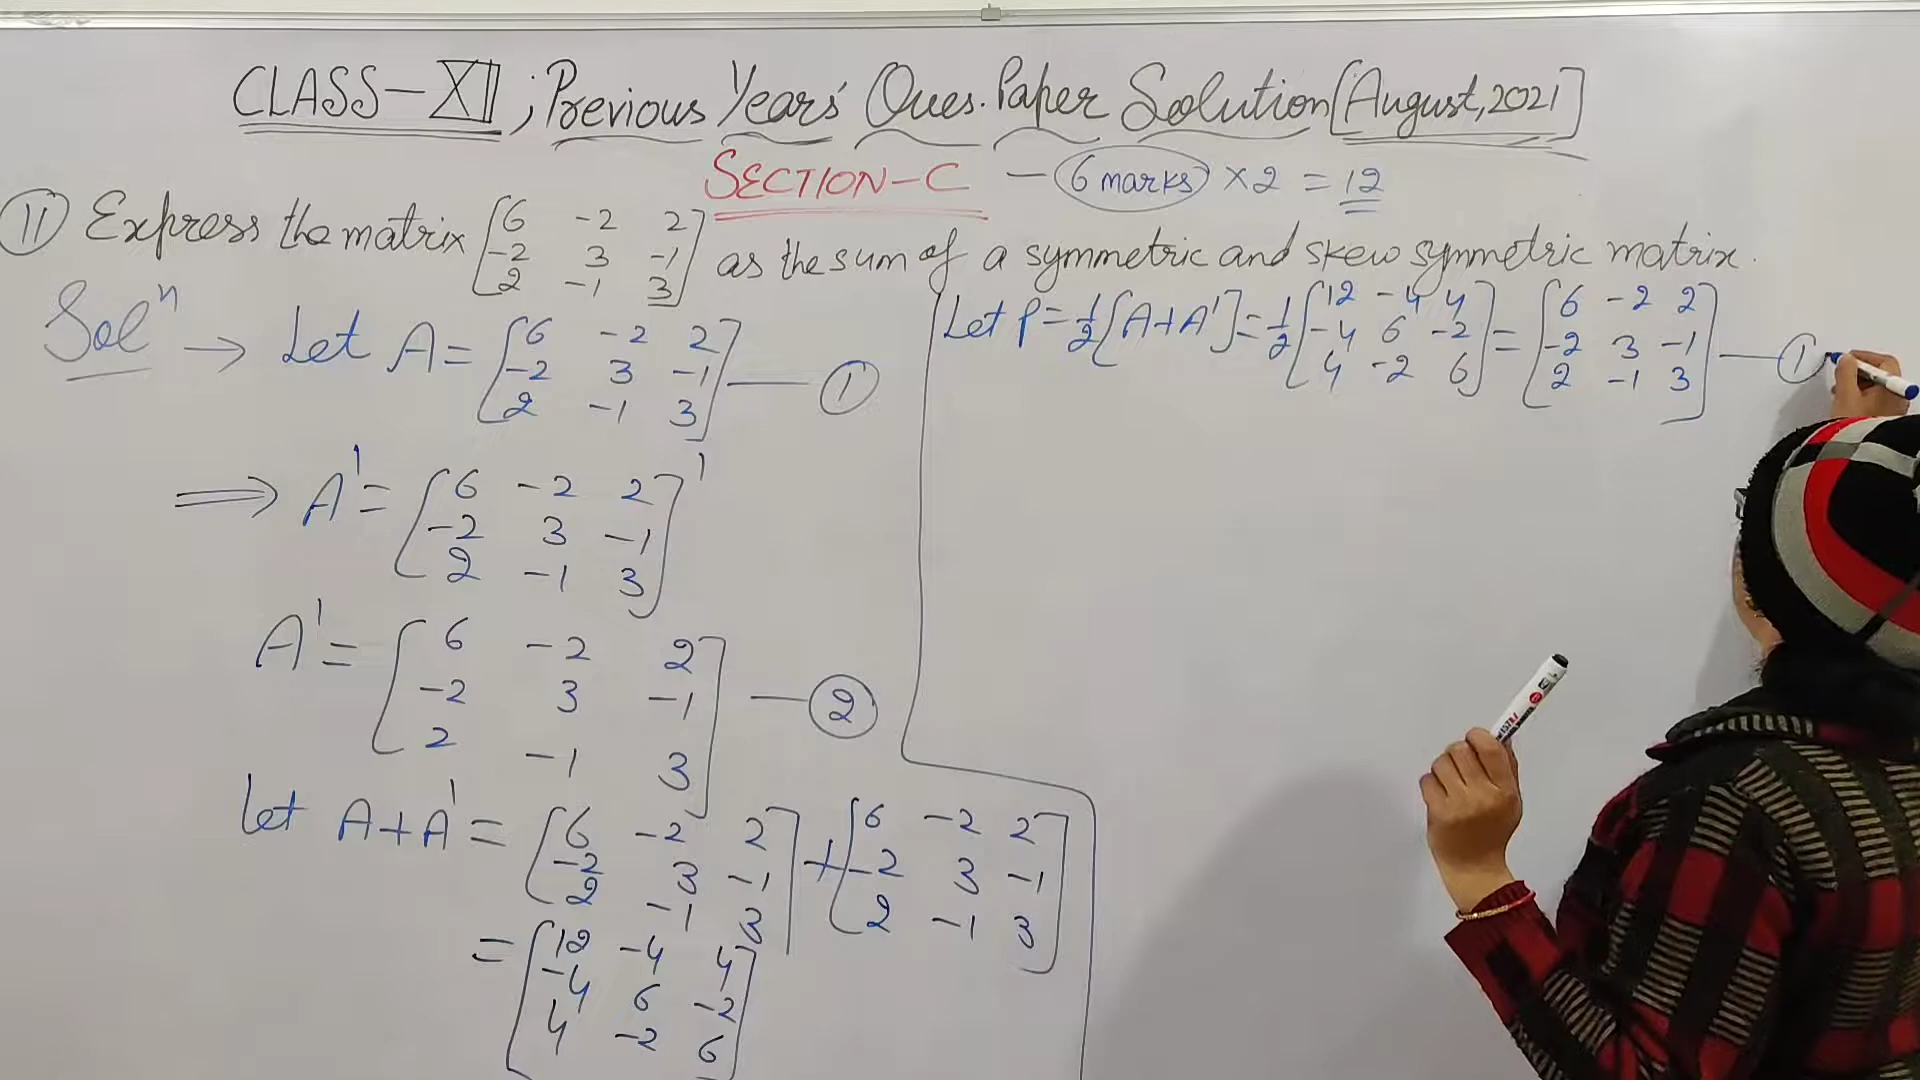 CLASS-XII; Previous Years' Ques. Paper Solution [August, 2021]
SECTION-C — 6 marks × 2 = 12
11 Express the matrix [6 -2 2
-2 3 -1
2 -1 3] as the sum of a symmetric and skew symmetric matrix.
Solⁿ → Let A = [6 -2 2
-2 3 -1
2 -1 3] — 1
⟹ A' = [6 -2 2
-2 3 -1
2 -1 3]'
A' = [6 -2 2
-2 3 -1
2 -1 3] — 2
let A+A' = [6 -2 2
-2 3 -1
2 -1 3] + [6 -2 2
-2 3 -1
2 -1 3]
= [12 -4 4
-4 6 -2
4 -2 6]
Let P = 1/2 [A+A'] = 1/2 [12 -4 4
-4 6 -2
4 -2 6] = [6 -2 2
-2 3 -1
2 -1 3] — 1